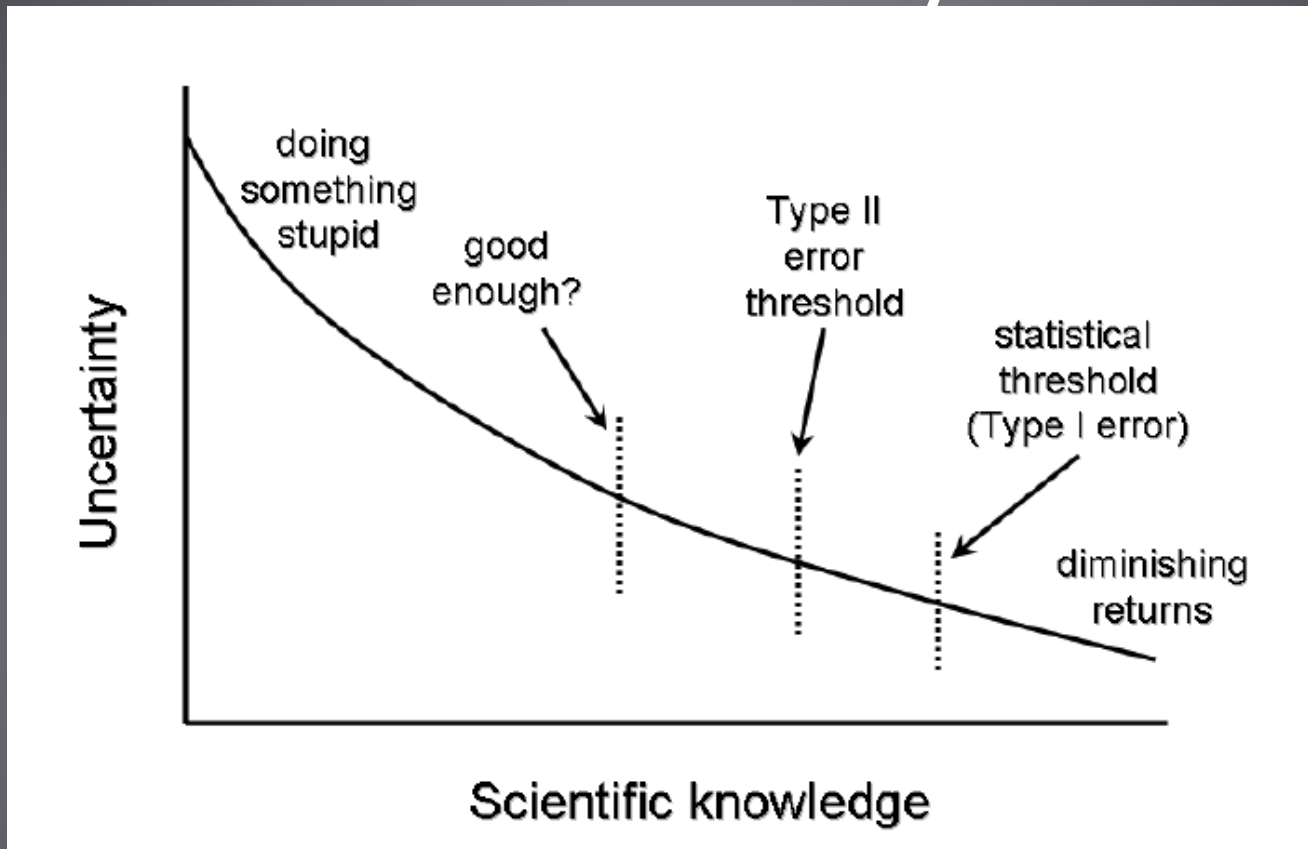 doing
something
stupid
good
enough?
Type II
error
threshold
statistical
threshold
(Type I error)
diminishing
returns
Uncertainty
Scientific knowledge